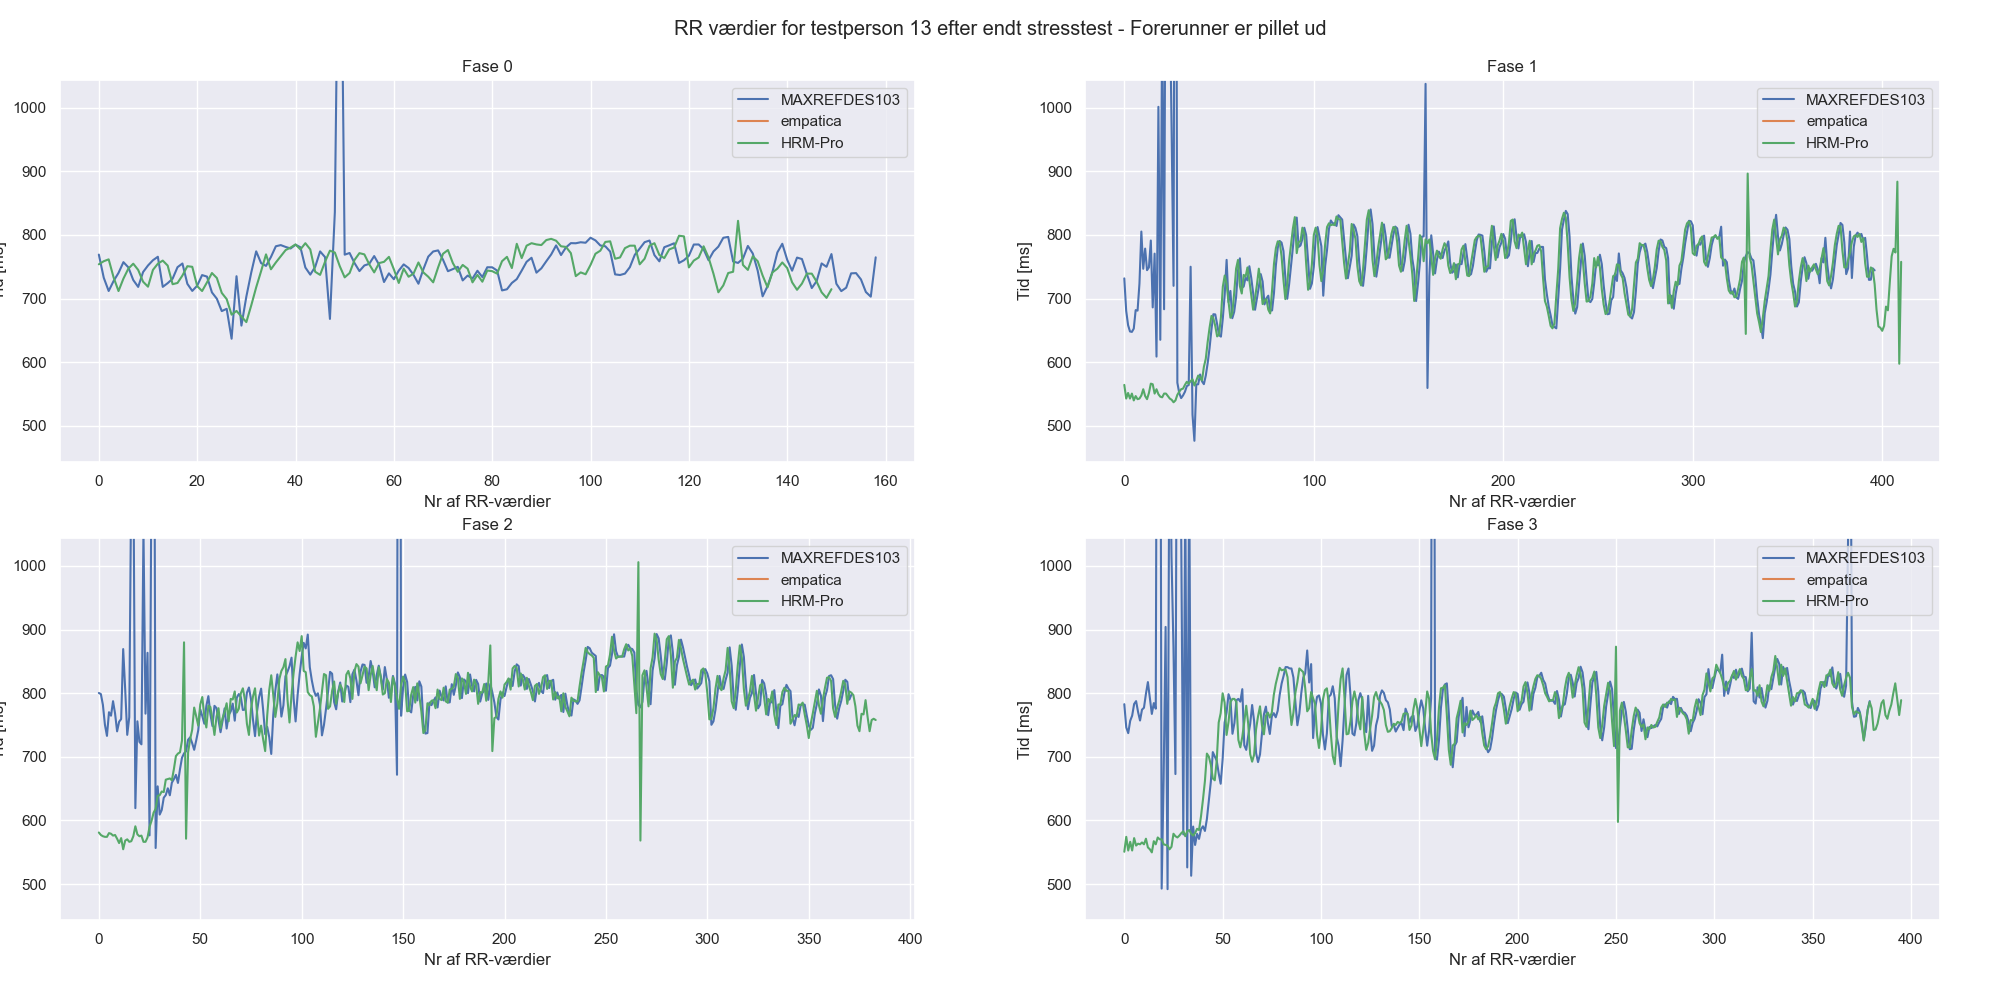 RR værdier for testperson 13 efter endt stresstest - Forerunner er pillet ud
Fase 0
1000
900
800
700
600
500
0 20 40 60 80 100 120 140 160
Nr af RR-værdier
MAXREFDES103
empatica
HRM-Pro
Fase 1
Tid [ms]
1000
900
800
700
600
500
0 100 200 300 400
Nr af RR-værdier
MAXREFDES103
empatica
HRM-Pro
Fase 2
1000
900
800
700
600
500
0 50 100 150 200 250 300 350 400
Nr af RR-værdier
MAXREFDES103
empatica
HRM-Pro
Fase 3
Tid [ms]
1000
900
800
700
600
500
0 50 100 150 200 250 300 350 400
Nr af RR-værdier
MAXREFDES103
empatica
HRM-Pro